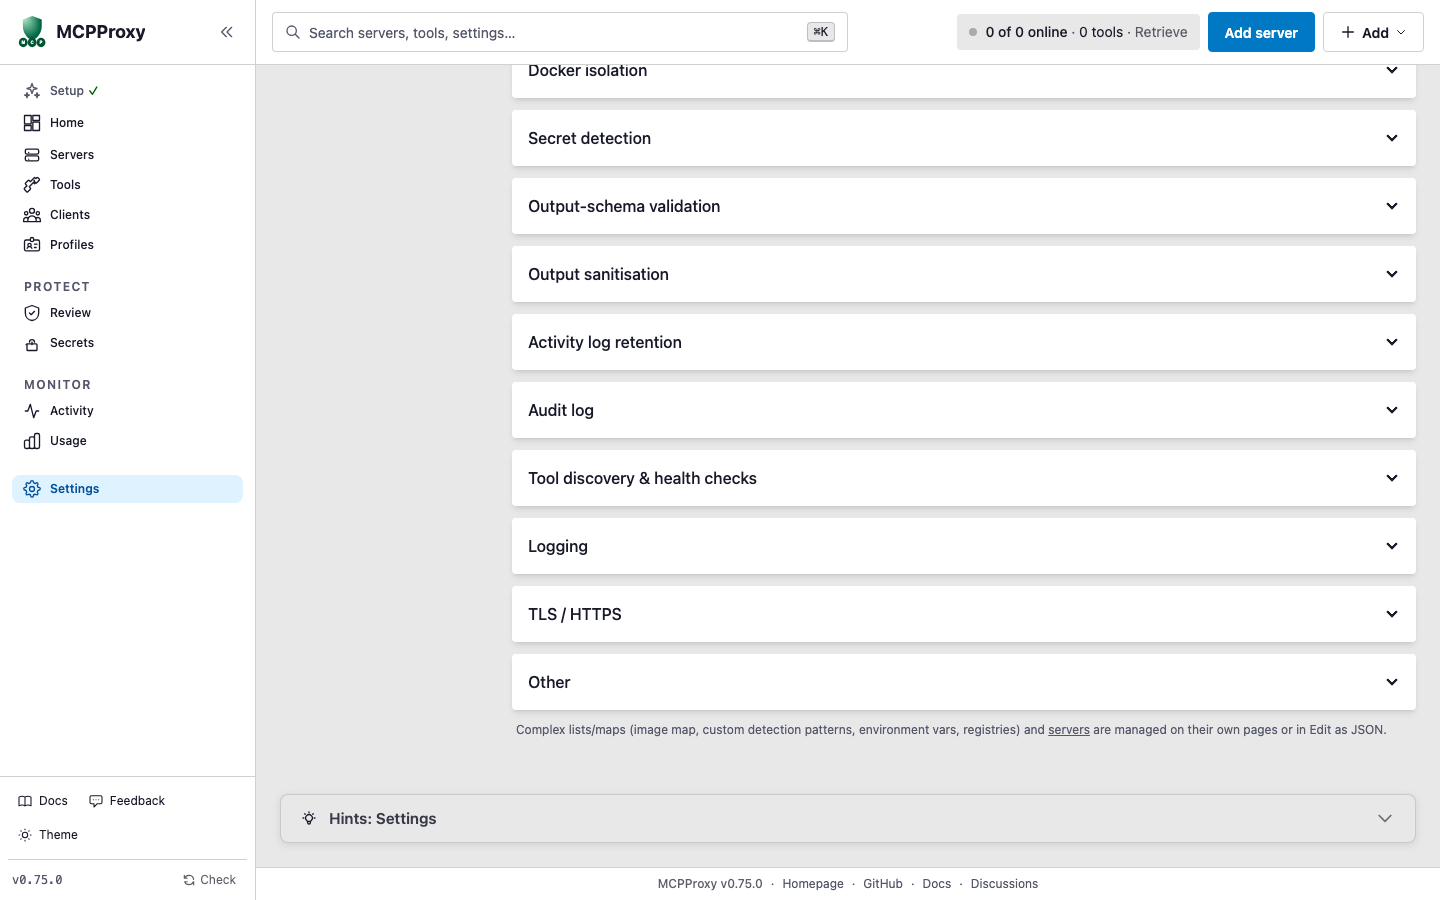 MCPProxy
Search servers, tools, settings...
⌘K
0 of 0 online · 0 tools · Retrieve
Add server
Add
Setup
Home
Servers
Tools
Clients
Profiles
PROTECT
Review
Secrets
MONITOR
Activity
Usage
Settings
Docs
Feedback
Theme
v0.75.0
Check
Docker isolation
Secret detection
Output-schema validation
Output sanitisation
Activity log retention
Audit log
Tool discovery & health checks
Logging
TLS / HTTPS
Other
Complex lists/maps (image map, custom detection patterns, environment vars, registries) and servers are managed on their own pages or in Edit as JSON.
Hints: Settings
MCPProxy v0.75.0 · Homepage · GitHub · Docs · Discussions